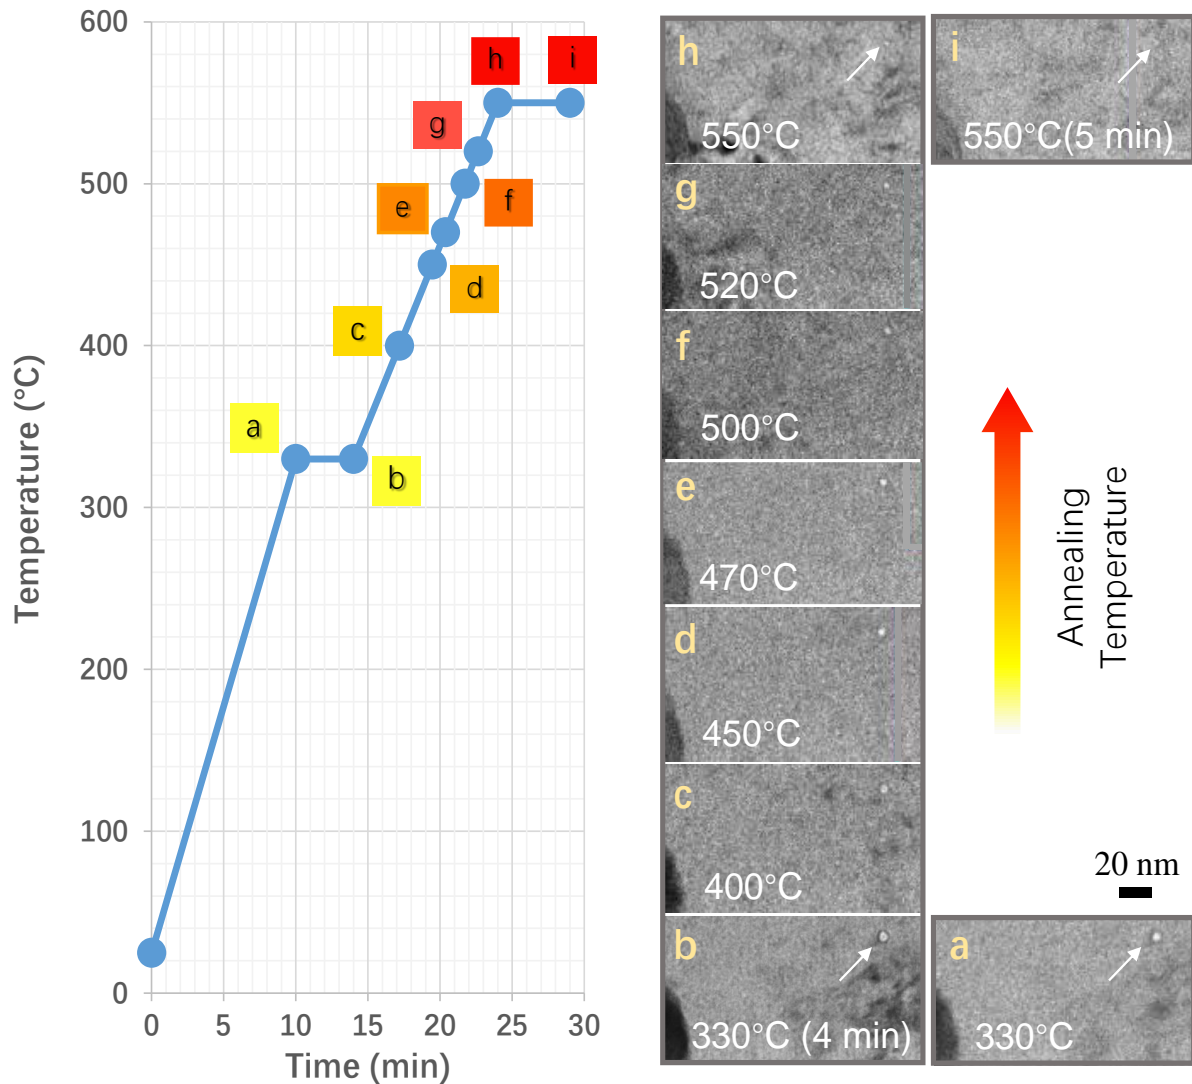 600
500
400
300
200
100
0
0 5 10 15 20 25 30
Temperature (°C)
Time (min)
a
b
c
d
e
f
g
h
i
h
550°C
i
550°C(5 min)
g
520°C
f
500°C
e
470°C
d
450°C
c
400°C
b
330°C (4 min)
a
330°C
Annealing
Temperature
20 nm